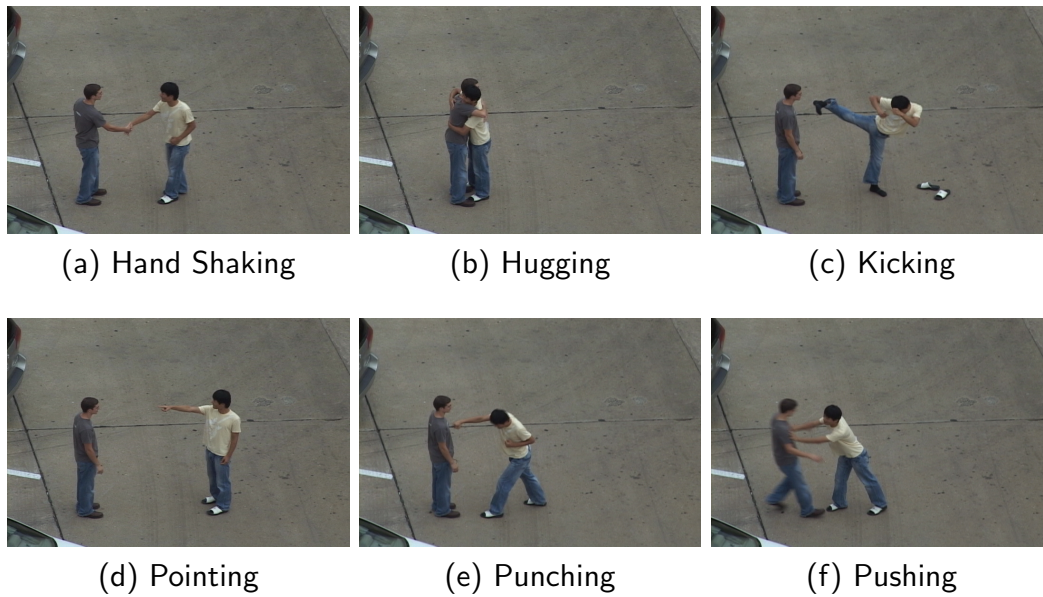 (a) Hand Shaking
(b) Hugging
(c) Kicking
(d) Pointing
(e) Punching
(f) Pushing